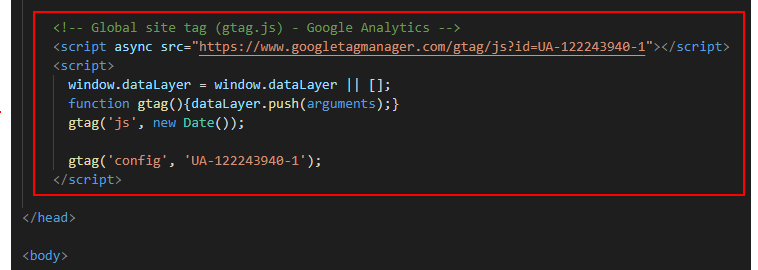 <!-- Global site tag (gtag.js) - Google Analytics -->
<script async src="https://www.googletagmanager.com/gtag/js?id=UA-122243940-1"></script>
<script>
window.dataLayer = window.dataLayer || [];
function gtag(){dataLayer.push(arguments);}
gtag('js', new Date());
gtag('config', 'UA-122243940-1');
</script>
</head>
<body>